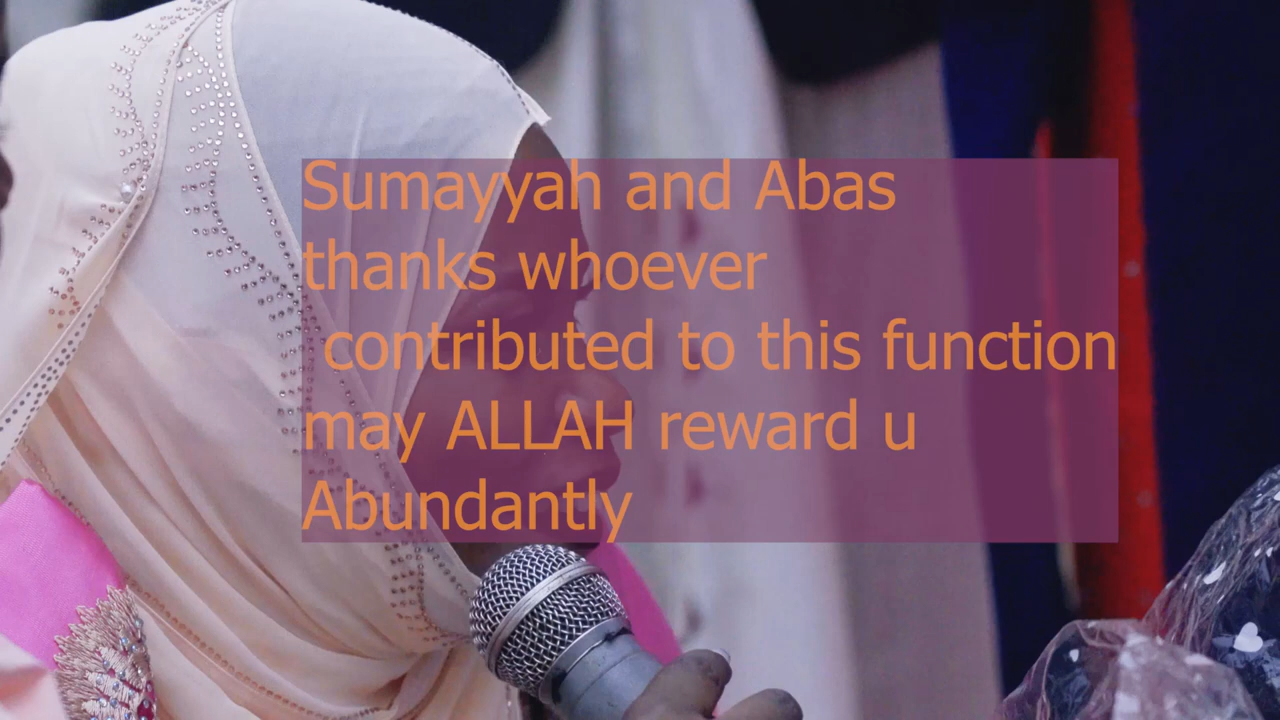 Sumayyah and Abas
thanks whoever
contributed to this function
may ALLAH reward u
Abundantly